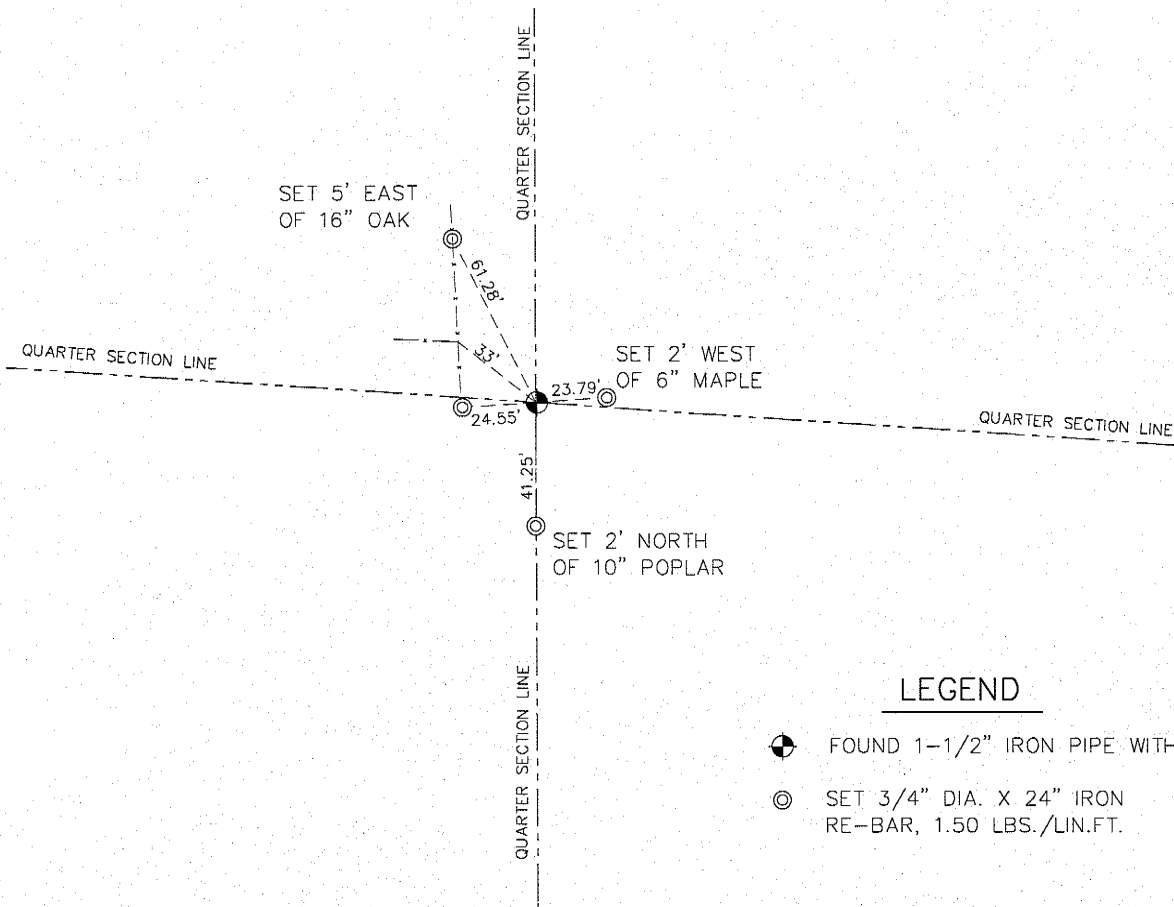 QUARTER SECTION LINE
SET 5' EAST
OF 16" OAK
61.28'
QUARTER SECTION LINE
33'
SET 2' WEST
OF 6" MAPLE
23.79'
24.55'
QUARTER SECTION LINE
41.25'
SET 2' NORTH
OF 10" POPLAR
QUARTER SECTION LINE
LEGEND
FOUND 1-1/2" IRON PIPE WITH
SET 3/4" DIA. X 24" IRON
RE-BAR, 1.50 LBS./LIN.FT.